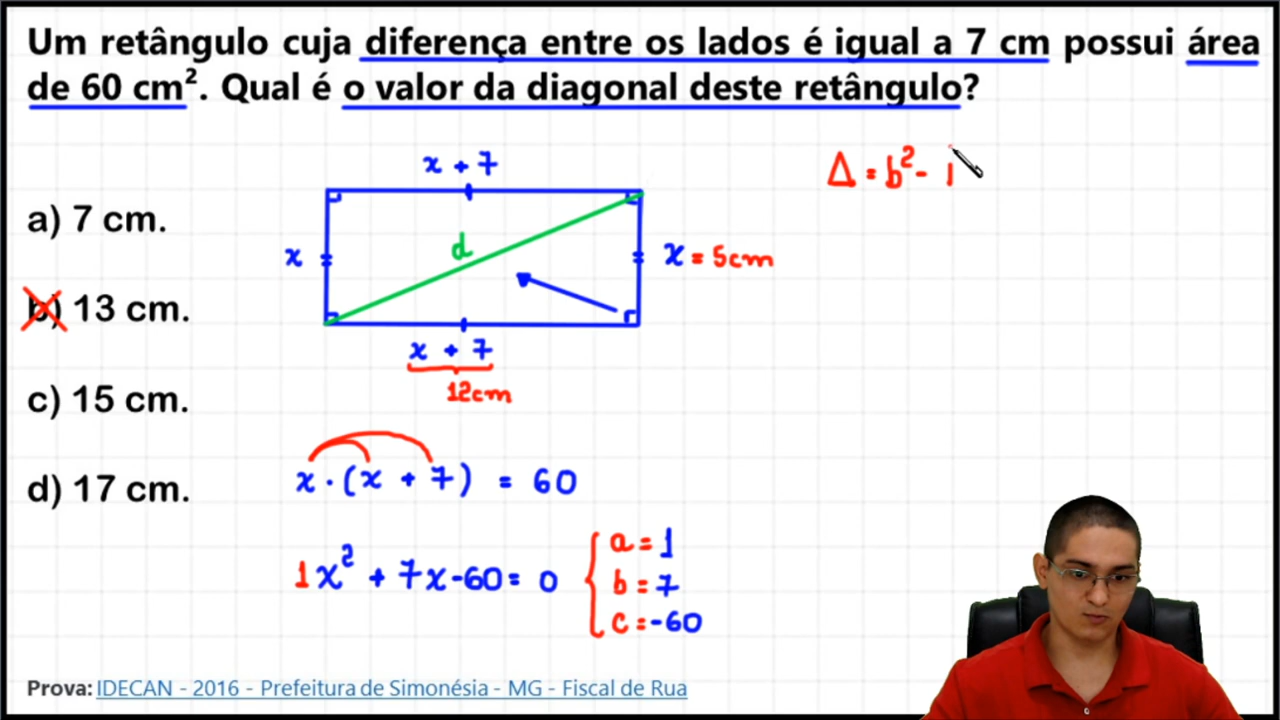 Um retângulo cuja diferença entre os lados é igual a 7 cm possui área
de 60 cm². Qual é o valor da diagonal deste retângulo?
x + 7
Δ = b² -
a) 7 cm.
d
x
x = 5cm
b) 13 cm.
x + 7
12cm
c) 15 cm.
x · (x + 7) = 60
d) 17 cm.
a = 1
1x² + 7x - 60 = 0
b = 7
c = -60
Prova: IDECAN - 2016 - Prefeitura de Simonésia - MG - Fiscal de Rua